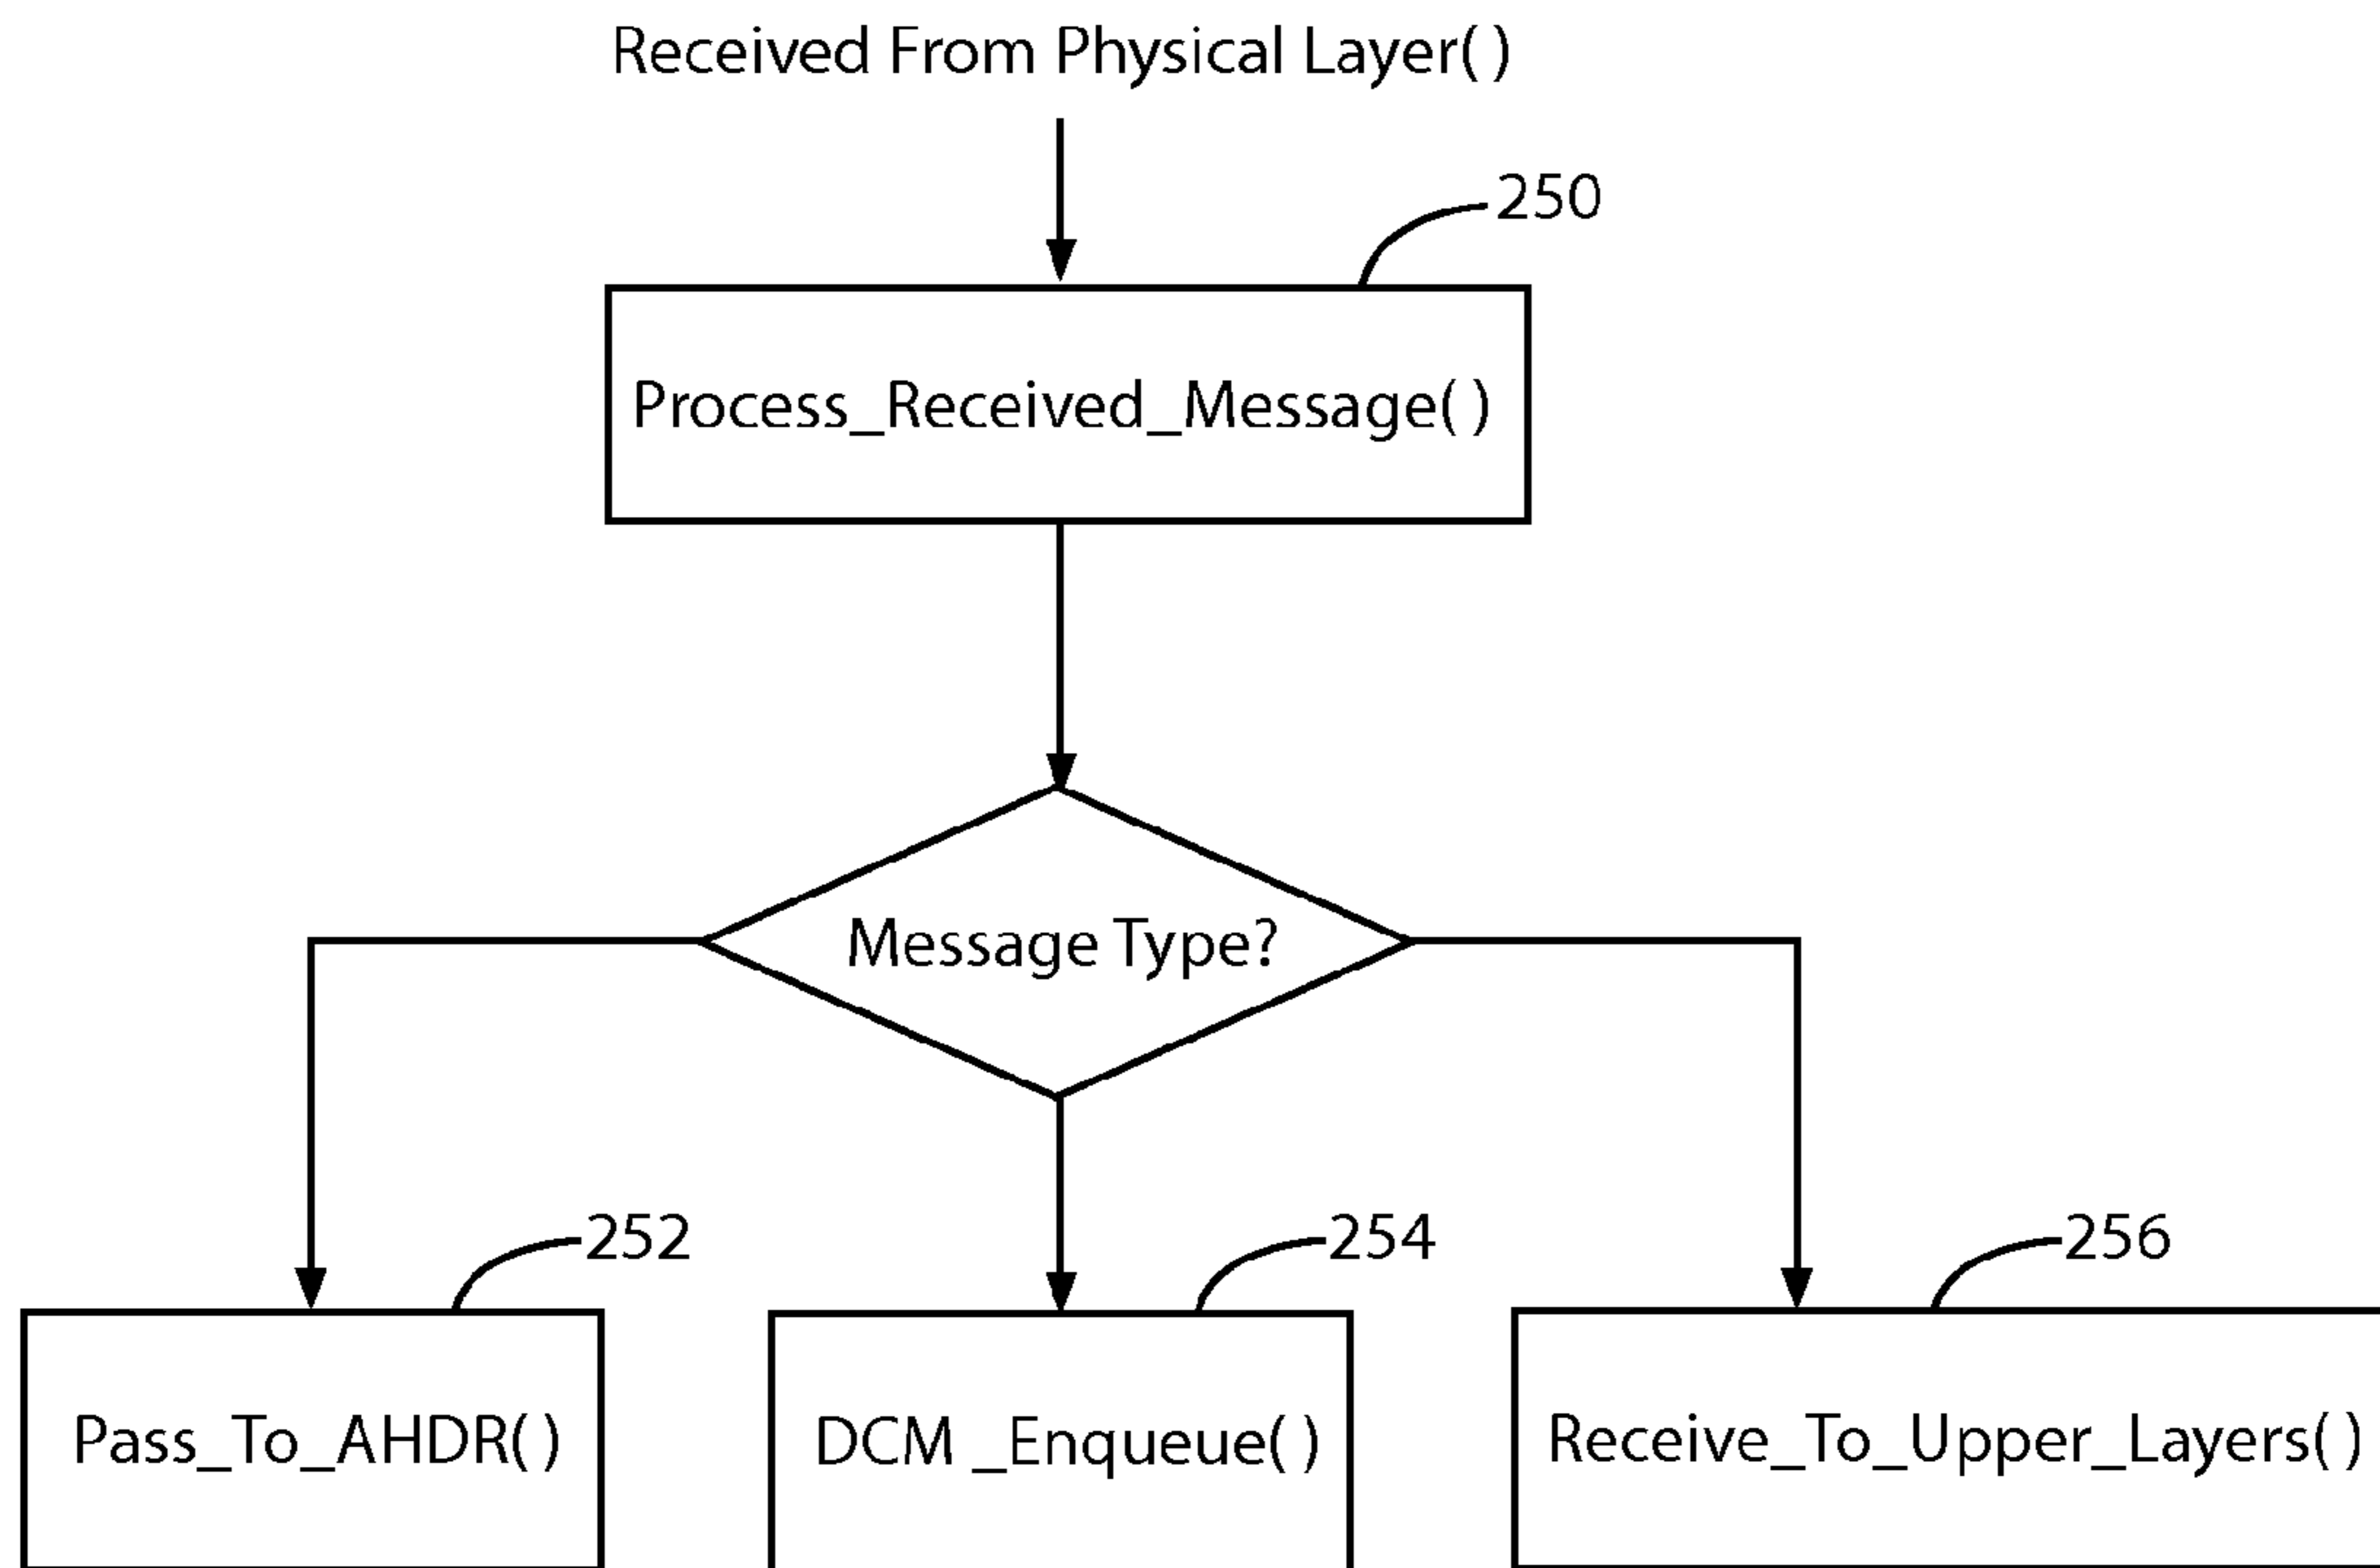 Received From Physical Layer( )
250
Process_Received_Message( )
Message Type?
252
254
256
Pass_To_AHDR( )
DCM _Enqueue( )
Receive_To_Upper_Layers( )